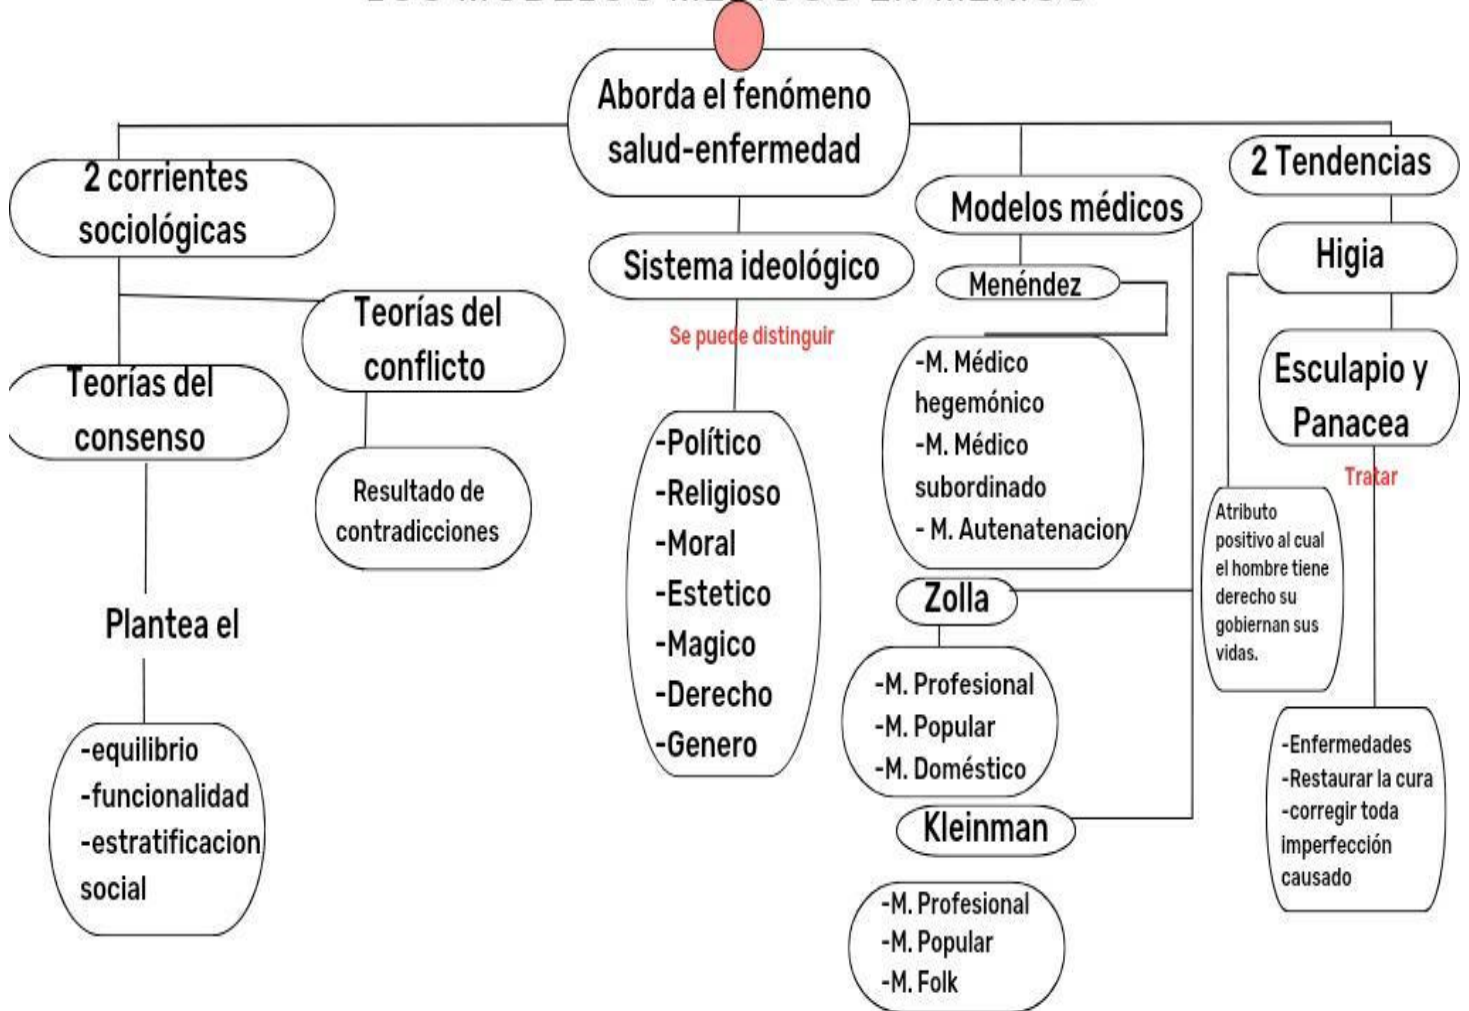 Aborda el fenómeno
salud-enfermedad
2 corrientes
sociológicas
Teorías del
conflicto
Resultado de
contradicciones
Teorías del
consenso
Plantea el
-equilibrio
-funcionalidad
-estratificacion
social
Sistema ideológico
Se puede distinguir
-Político
-Religioso
-Moral
-Estetico
-Magico
-Derecho
-Genero
Modelos médicos
Menéndez
-M. Médico
hegemónico
-M. Médico
subordinado
- M. Autenatenacion
Zolla
-M. Profesional
-M. Popular
-M. Doméstico
Kleinman
-M. Profesional
-M. Popular
-M. Folk
2 Tendencias
Higia
Esculapio y
Panacea
Tratar
Atributo
positivo al cual
el hombre tiene
derecho su
gobiernan sus
vidas.
-Enfermedades
-Restaurar la cura
-corregir toda
imperfección
causado